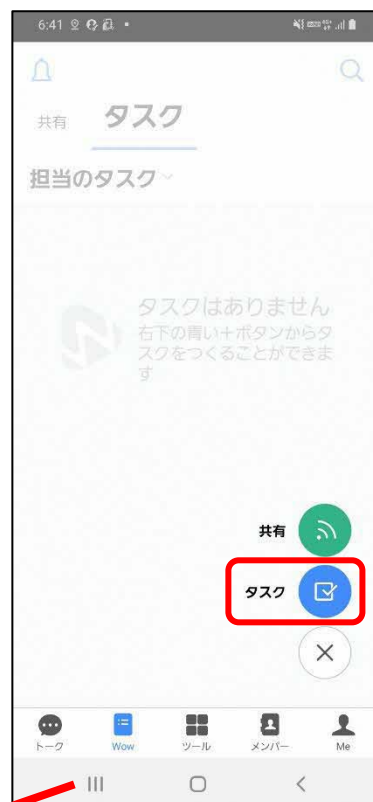 6:41
共有 タスク
担当のタスク
タスクはありません
右下の青い+ボタンからタ
スクをつくることができま
す
共有
タスク
トーク Wow ツール メンバー Me